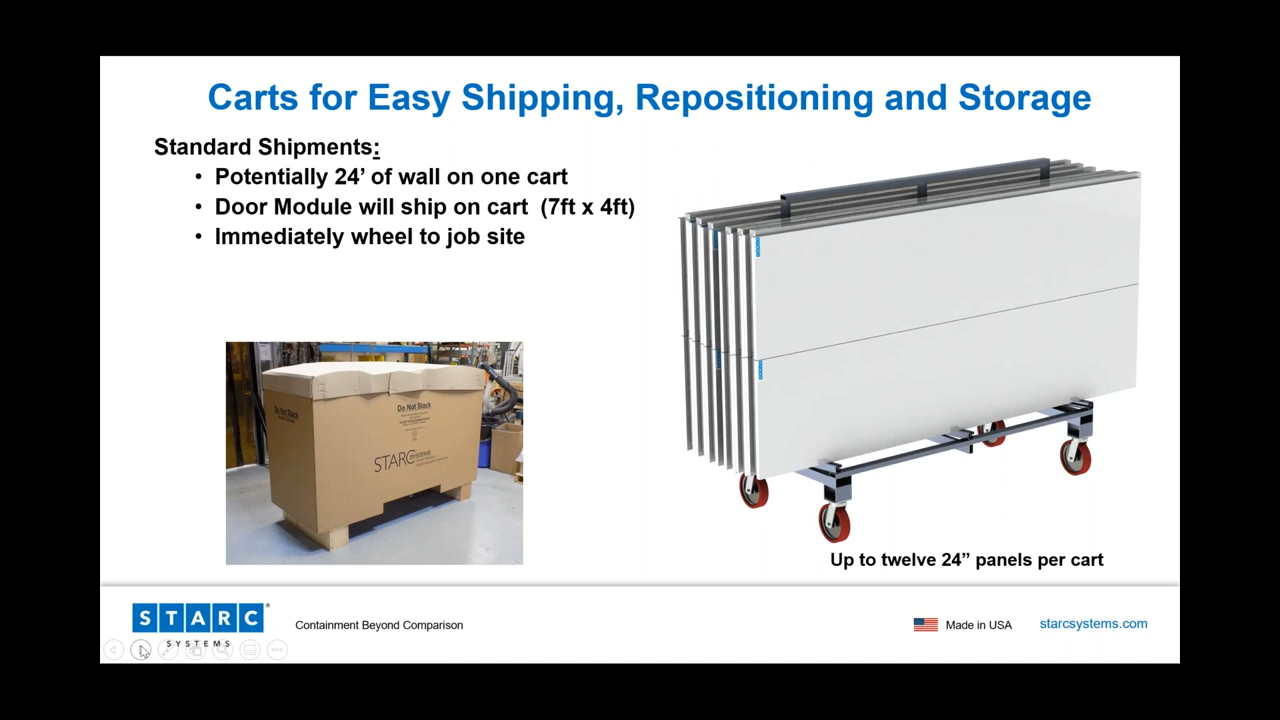 Carts for Easy Shipping, Repositioning and Storage
Standard Shipments:
• Potentially 24’ of wall on one cart
• Door Module will ship on cart (7ft x 4ft)
• Immediately wheel to job site
Do Not Stack
STARC SYSTEMS
Up to twelve 24” panels per cart
STARC®
SYSTEMS
Containment Beyond Comparison
Made in USA
starcsystems.com